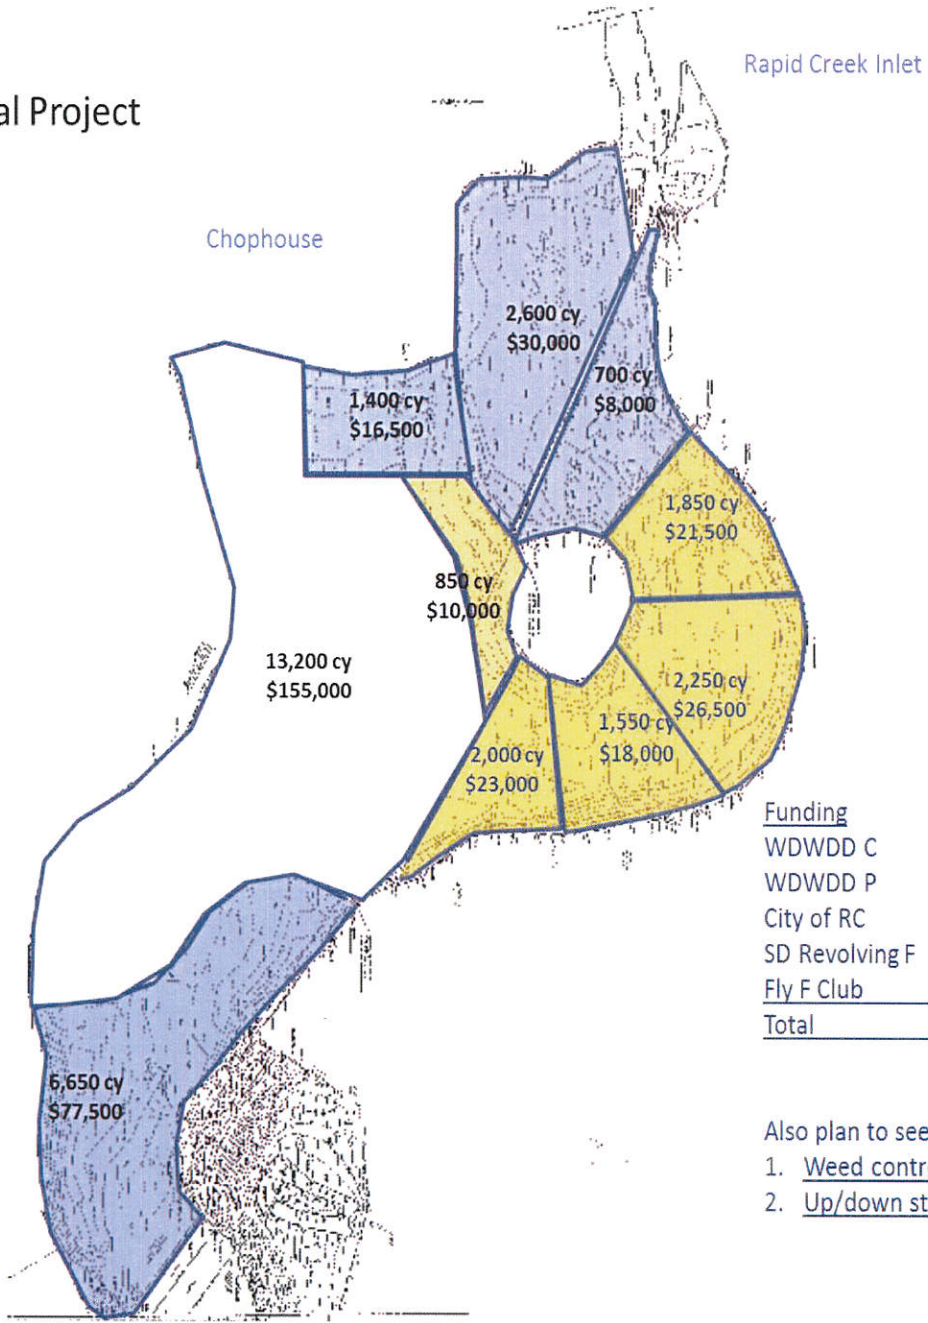 al Project
Rapid Creek Inlet
Chophouse
2,600 cy
$30,000
700 cy
$8,000
1,400 cy
$16,500
1,850 cy
$21,500
850 cy
$10,000
13,200 cy
$155,000
2,250 cy
$26,500
1,550 cy
$18,000
2,000 cy
$23,000
6,650 cy
$77,500
Funding
WDWDD C
WDWDD P
City of RC
SD Revolving F
Fly F Club
Total
Also plan to see
1. Weed contr
2. Up/down st